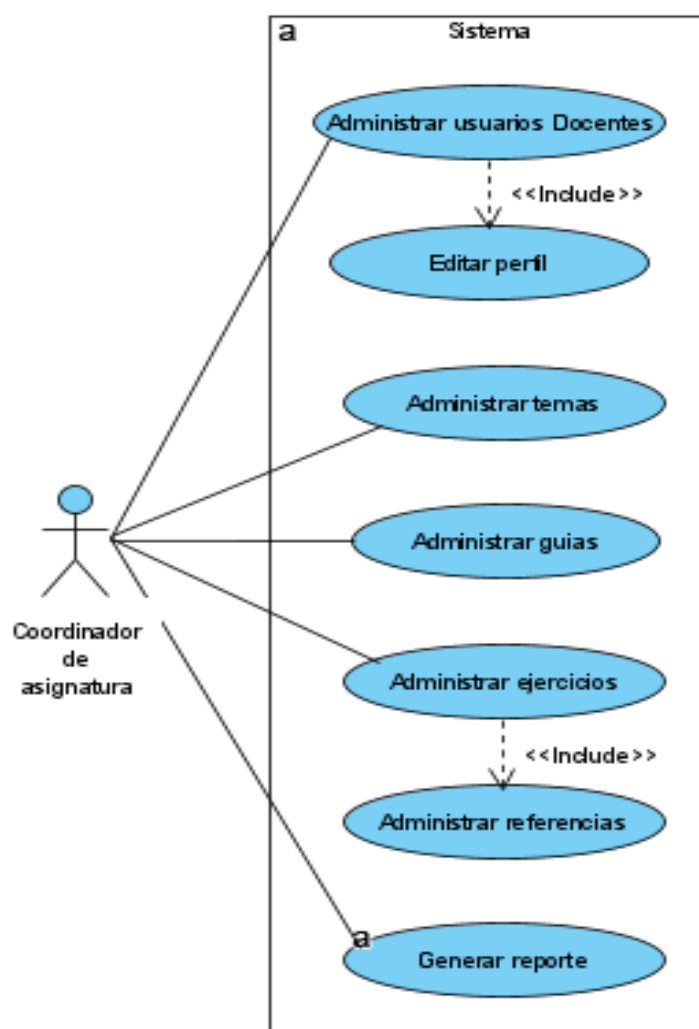 a
Sistema
Administrar usuarios Docentes
<<Include>>
Editar perfil
Administrar temas
Administrar guias
Coordinador
de
asignatura
Administrar ejercicios
<<Include>>
Administrar referencias
a
Generar reporte